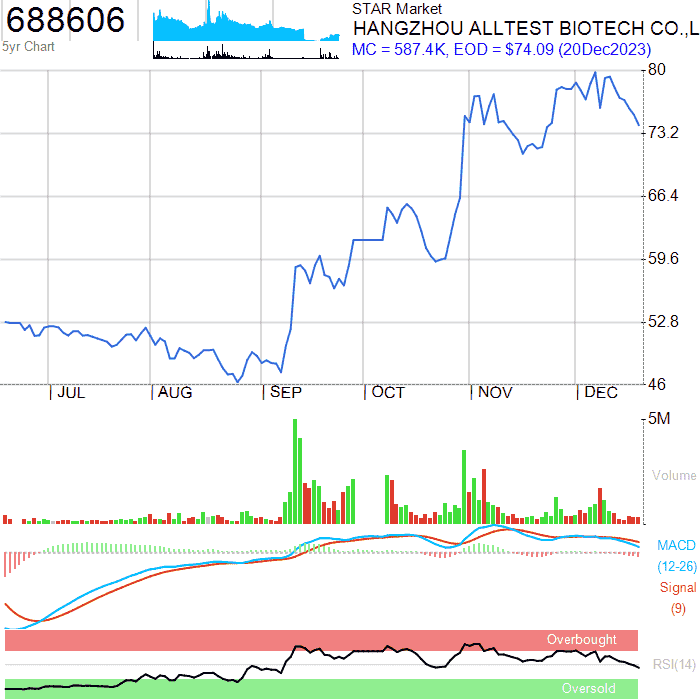 688606
5yr Chart
STAR Market
HANGZHOU ALLTEST BIOTECH CO.,L
MC = 587.4K, EOD = $74.09 (20Dec2023)
80
73.2
66.4
59.6
52.8
46
JUL
AUG
SEP
OCT
NOV
DEC
5M
Volume
MACD
(12-26)
Signal
(9)
Overbought
RSI(14)
Oversold